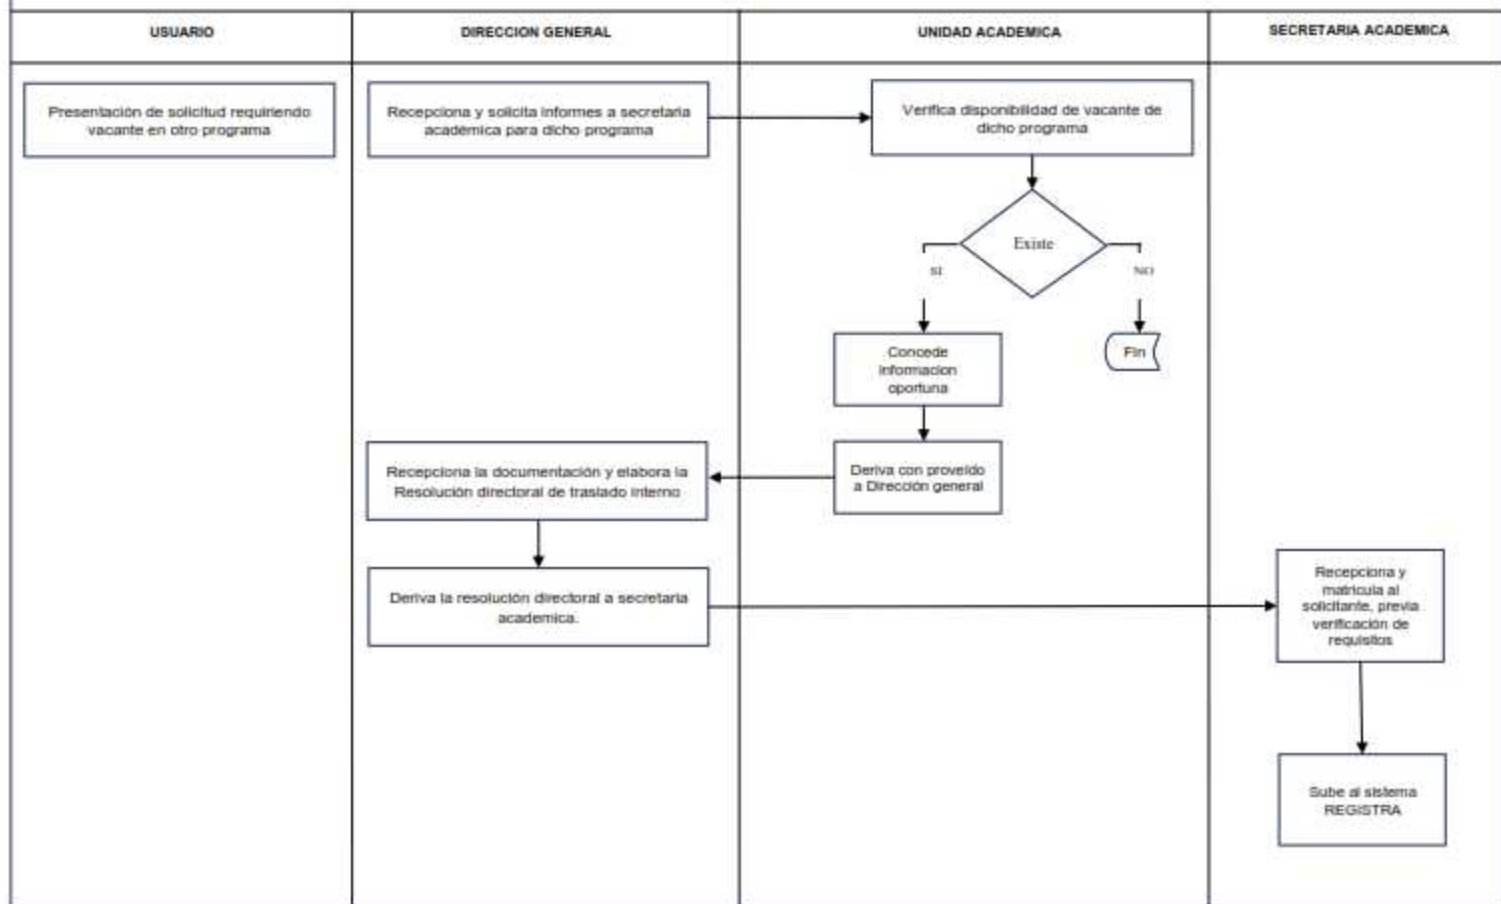 USUARIO
DIRECCION GENERAL
UNIDAD ACADEMICA
SECRETARIA ACADEMICA
Presentación de solicitud requiriendo
vacante en otro programa
Recepciona y solicita informes a secretaria
académica para dicho programa
Verifica disponibilidad de vacante de
dicho programa
Existe
SI
NO
Concede
informacion
oportuna
Fin
Recepciona la documentación y elabora la
Resolución directoral de traslado interno
Deriva con proveído
a Dirección general
Deriva la resolución directoral a secretaria
academica.
Recepciona y
matricula al
solicitante, previa
verificación de
requisitos
Sube al sistema
REGISTRA